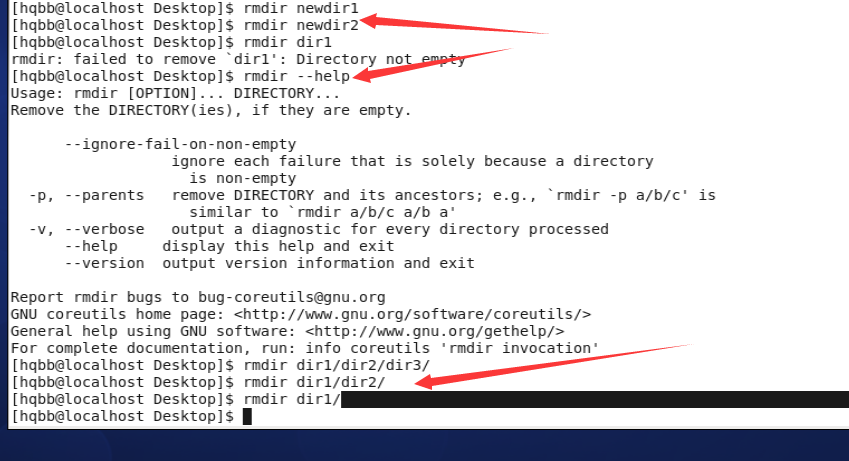 [hqbb@localhost Desktop]$ rmdir newdir1
[hqbb@localhost Desktop]$ rmdir newdir2
[hqbb@localhost Desktop]$ rmdir dir1
rmdir: failed to remove `dir1': Directory not empty
[hqbb@localhost Desktop]$ rmdir --help
Usage: rmdir [OPTION]... DIRECTORY...
Remove the DIRECTORY(ies), if they are empty.
--ignore-fail-on-non-empty
ignore each failure that is solely because a directory
is non-empty
-p, --parents   remove DIRECTORY and its ancestors; e.g., `rmdir -p a/b/c' is
similar to `rmdir a/b/c a/b a'
-v, --verbose   output a diagnostic for every directory processed
--help     display this help and exit
--version  output version information and exit
Report rmdir bugs to bug-coreutils@gnu.org
GNU coreutils home page: <http://www.gnu.org/software/coreutils/>
General help using GNU software: <http://www.gnu.org/gethelp/>
For complete documentation, run: info coreutils 'rmdir invocation'
[hqbb@localhost Desktop]$ rmdir dir1/dir2/dir3/
[hqbb@localhost Desktop]$ rmdir dir1/dir2/
[hqbb@localhost Desktop]$ rmdir dir1/
[hqbb@localhost Desktop]$